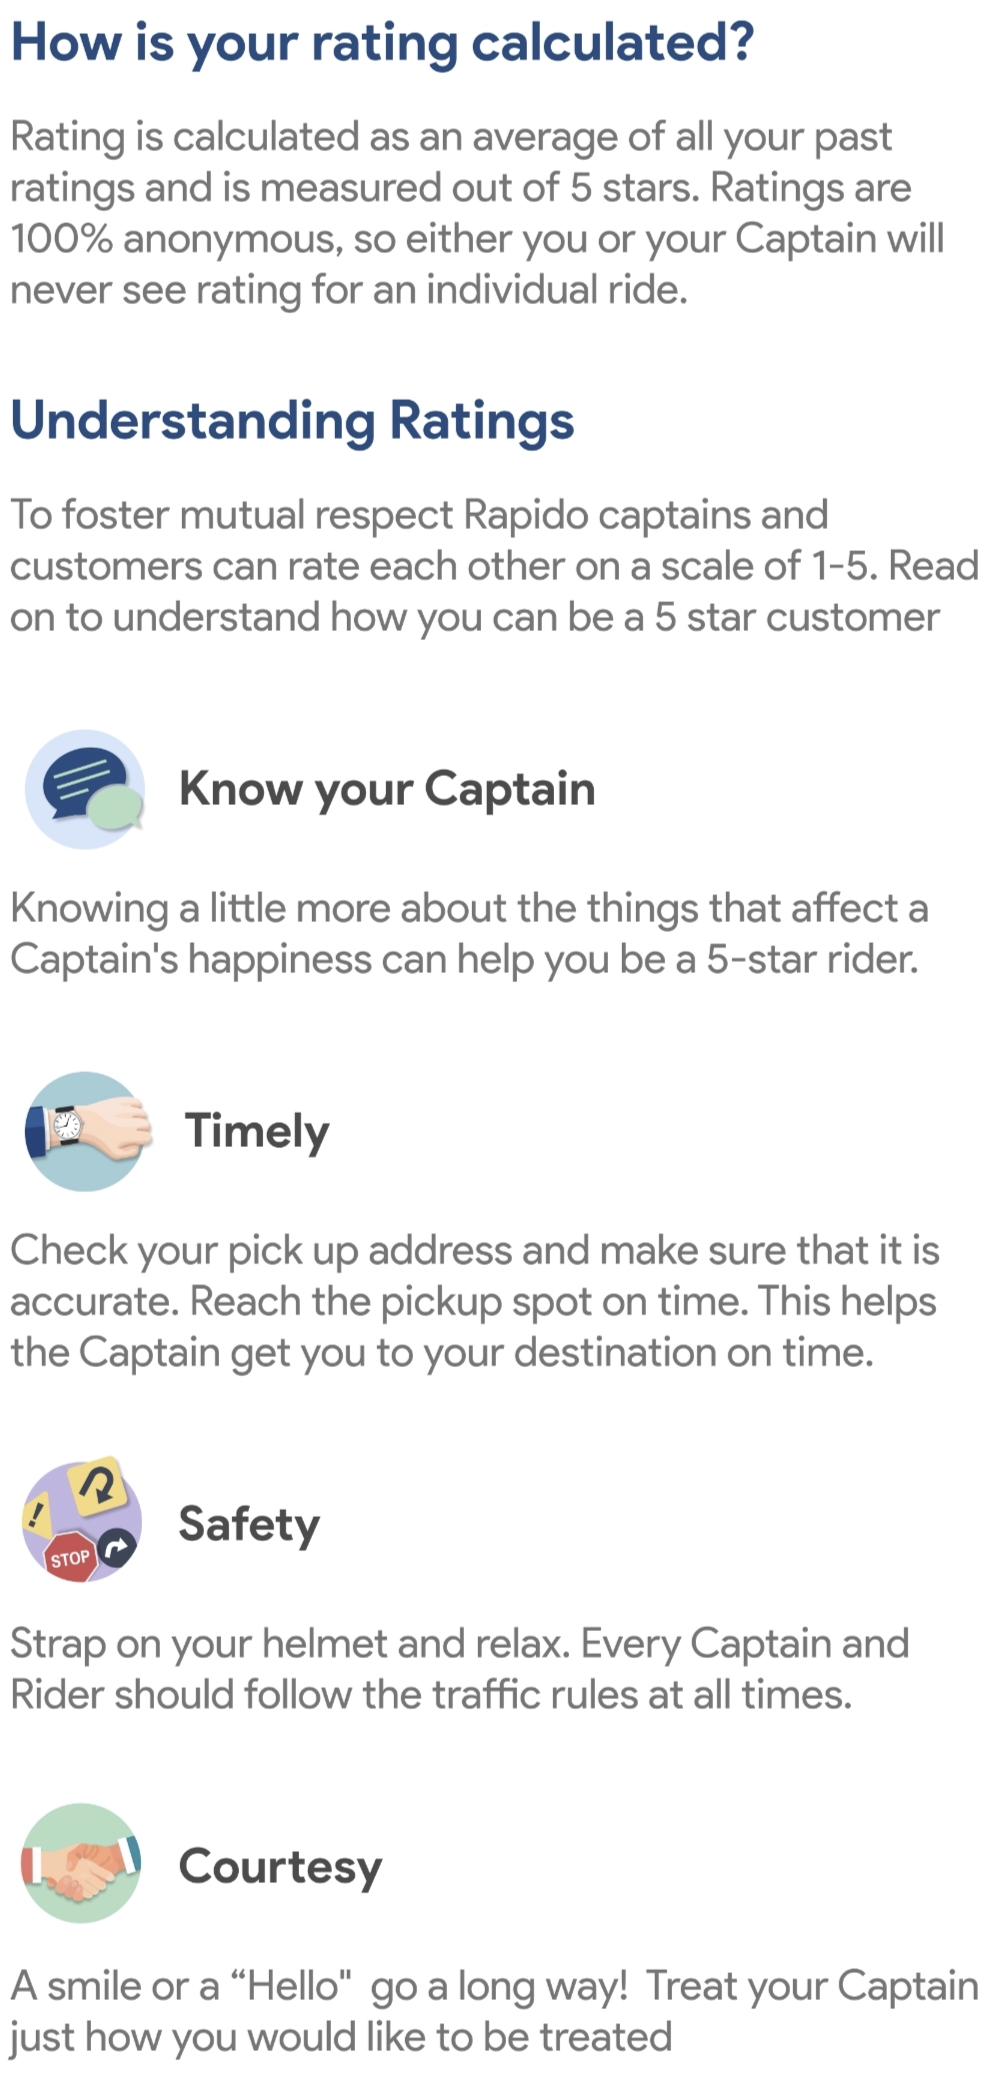 How is your rating calculated?
Rating is calculated as an average of all your past
ratings and is measured out of 5 stars. Ratings are
100% anonymous, so either you or your Captain will
never see rating for an individual ride.
Understanding Ratings
To foster mutual respect Rapido captains and
customers can rate each other on a scale of 1-5. Read
on to understand how you can be a 5 star customer
Know your Captain
Knowing a little more about the things that affect a
Captain's happiness can help you be a 5-star rider.
Timely
Check your pick up address and make sure that it is
accurate. Reach the pickup spot on time. This helps
the Captain get you to your destination on time.
!
STOP
Safety
Strap on your helmet and relax. Every Captain and
Rider should follow the traffic rules at all times.
Courtesy
A smile or a “Hello"  go a long way!  Treat your Captain
just how you would like to be treated